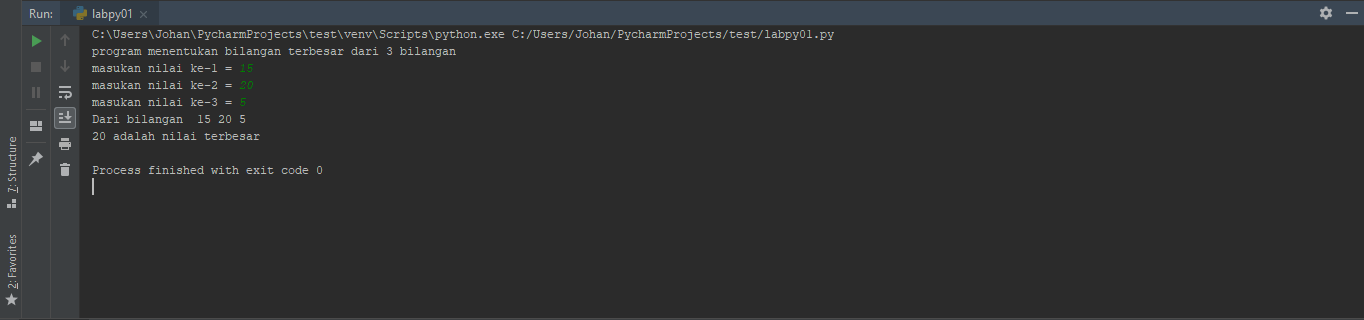 Run: labpy01
C:\Users\Johan\PycharmProjects\test\venv\Scripts\python.exe C:/Users/Johan/PycharmProjects/test/labpy01.py
program menentukan bilangan terbesar dari 3 bilangan
masukan nilai ke-1 = 15
masukan nilai ke-2 = 20
masukan nilai ke-3 = 5
Dari bilangan  15 20 5
20 adalah nilai terbesar
Process finished with exit code 0
7: Structure
2: Favorites